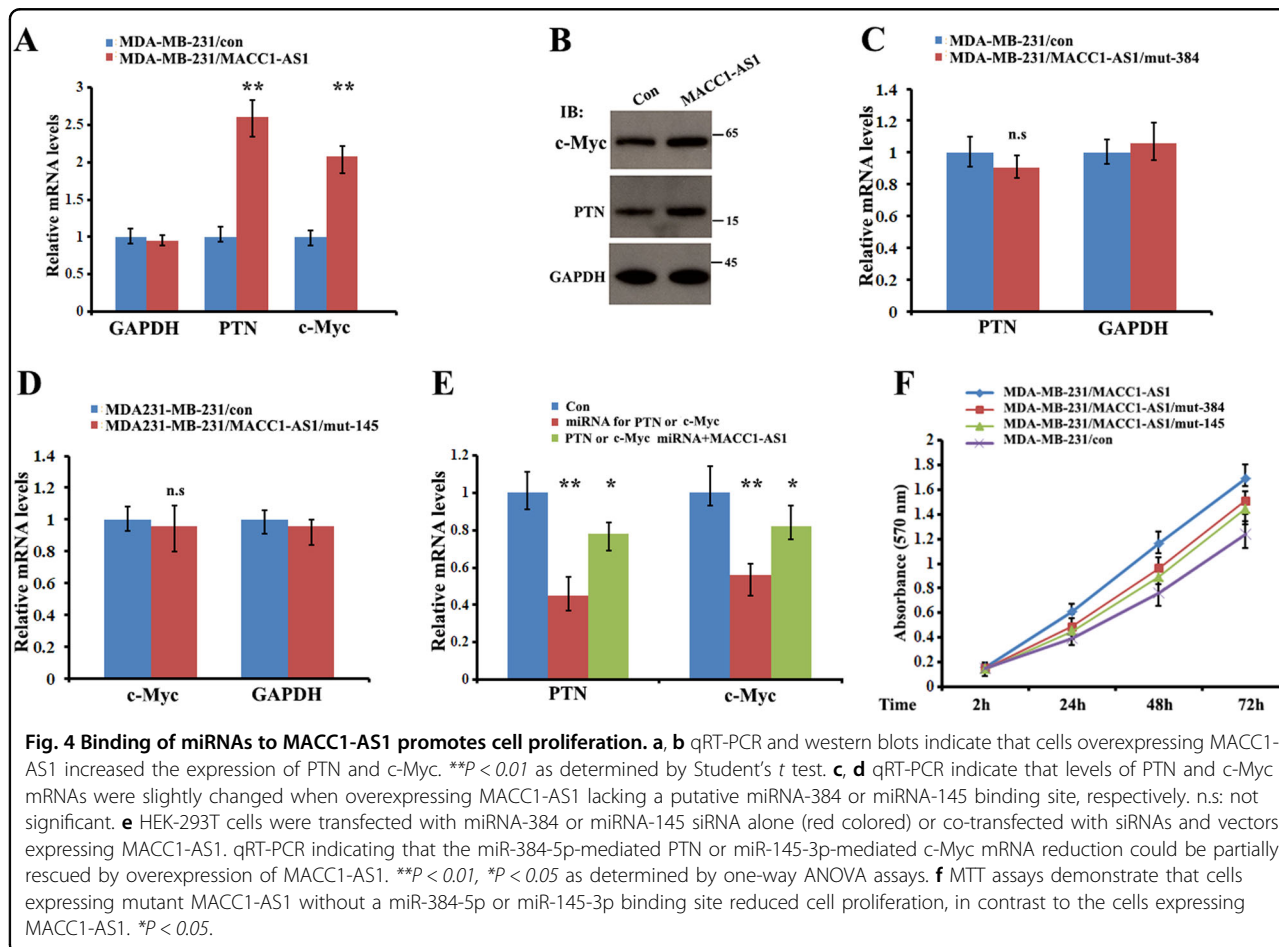 A
MDA-MB-231/con
MDA-MB-231/MACC1-AS1
Relative mRNA levels
3
2.5
2
1.5
1
0.5
0
**
**
GAPDH
PTN
c-Myc
B
Con
MACC1-AS1
IB:
c-Myc
65
PTN
15
45
GAPDH
C
MDA-MB-231/con
MDA-MB-231/MACC1-AS1/mut-384
Relative mRNA levels
1.4
1.2
1
0.8
0.6
0.4
0.2
0
n.s
PTN
GAPDH
D
MDA231-MB-231/con
MDA231-MB-231/MACC1-AS1/mut-145
Relative mRNA levels
1.4
1.2
1
0.8
0.6
0.4
0.2
0
n.s
c-Myc
GAPDH
E
Con
miRNA for PTN or c-Myc
PTN or c-Myc miRNA+MACC1-AS1
Relative mRNA levels
1.2
1
0.8
0.6
0.4
0.2
0
**
*
**
*
PTN
c-Myc
F
MDA-MB-231/MACC1-AS1
MDA-MB-231/MACC1-AS1/mut-384
MDA-MB-231/MACC1-AS1/mut-145
MDA-MB-231/con
Absorbance (570 nm)
2
1.8
1.6
1.4
1.2
1
0.8
0.6
0.4
0.2
0
Time
2h
24h
48h
72h
Fig. 4 Binding of miRNAs to MACC1-AS1 promotes cell proliferation. a, b qRT-PCR and western blots indicate that cells overexpressing MACC1-
AS1 increased the expression of PTN and c-Myc. **P < 0.01 as determined by Student's t test. c, d qRT-PCR indicate that levels of PTN and c-Myc
mRNAs were slightly changed when overexpressing MACC1-AS1 lacking a putative miRNA-384 or miRNA-145 binding site, respectively. n.s: not
significant. e HEK-293T cells were transfected with miRNA-384 or miRNA-145 siRNA alone (red colored) or co-transfected with siRNAs and vectors
expressing MACC1-AS1. qRT-PCR indicating that the miR-384-5p-mediated PTN or miR-145-3p-mediated c-Myc mRNA reduction could be partially
rescued by overexpression of MACC1-AS1. **P < 0.01, *P < 0.05 as determined by one-way ANOVA assays. f MTT assays demonstrate that cells
expressing mutant MACC1-AS1 without a miR-384-5p or miR-145-3p binding site reduced cell proliferation, in contrast to the cells expressing
MACC1-AS1. *P < 0.05.